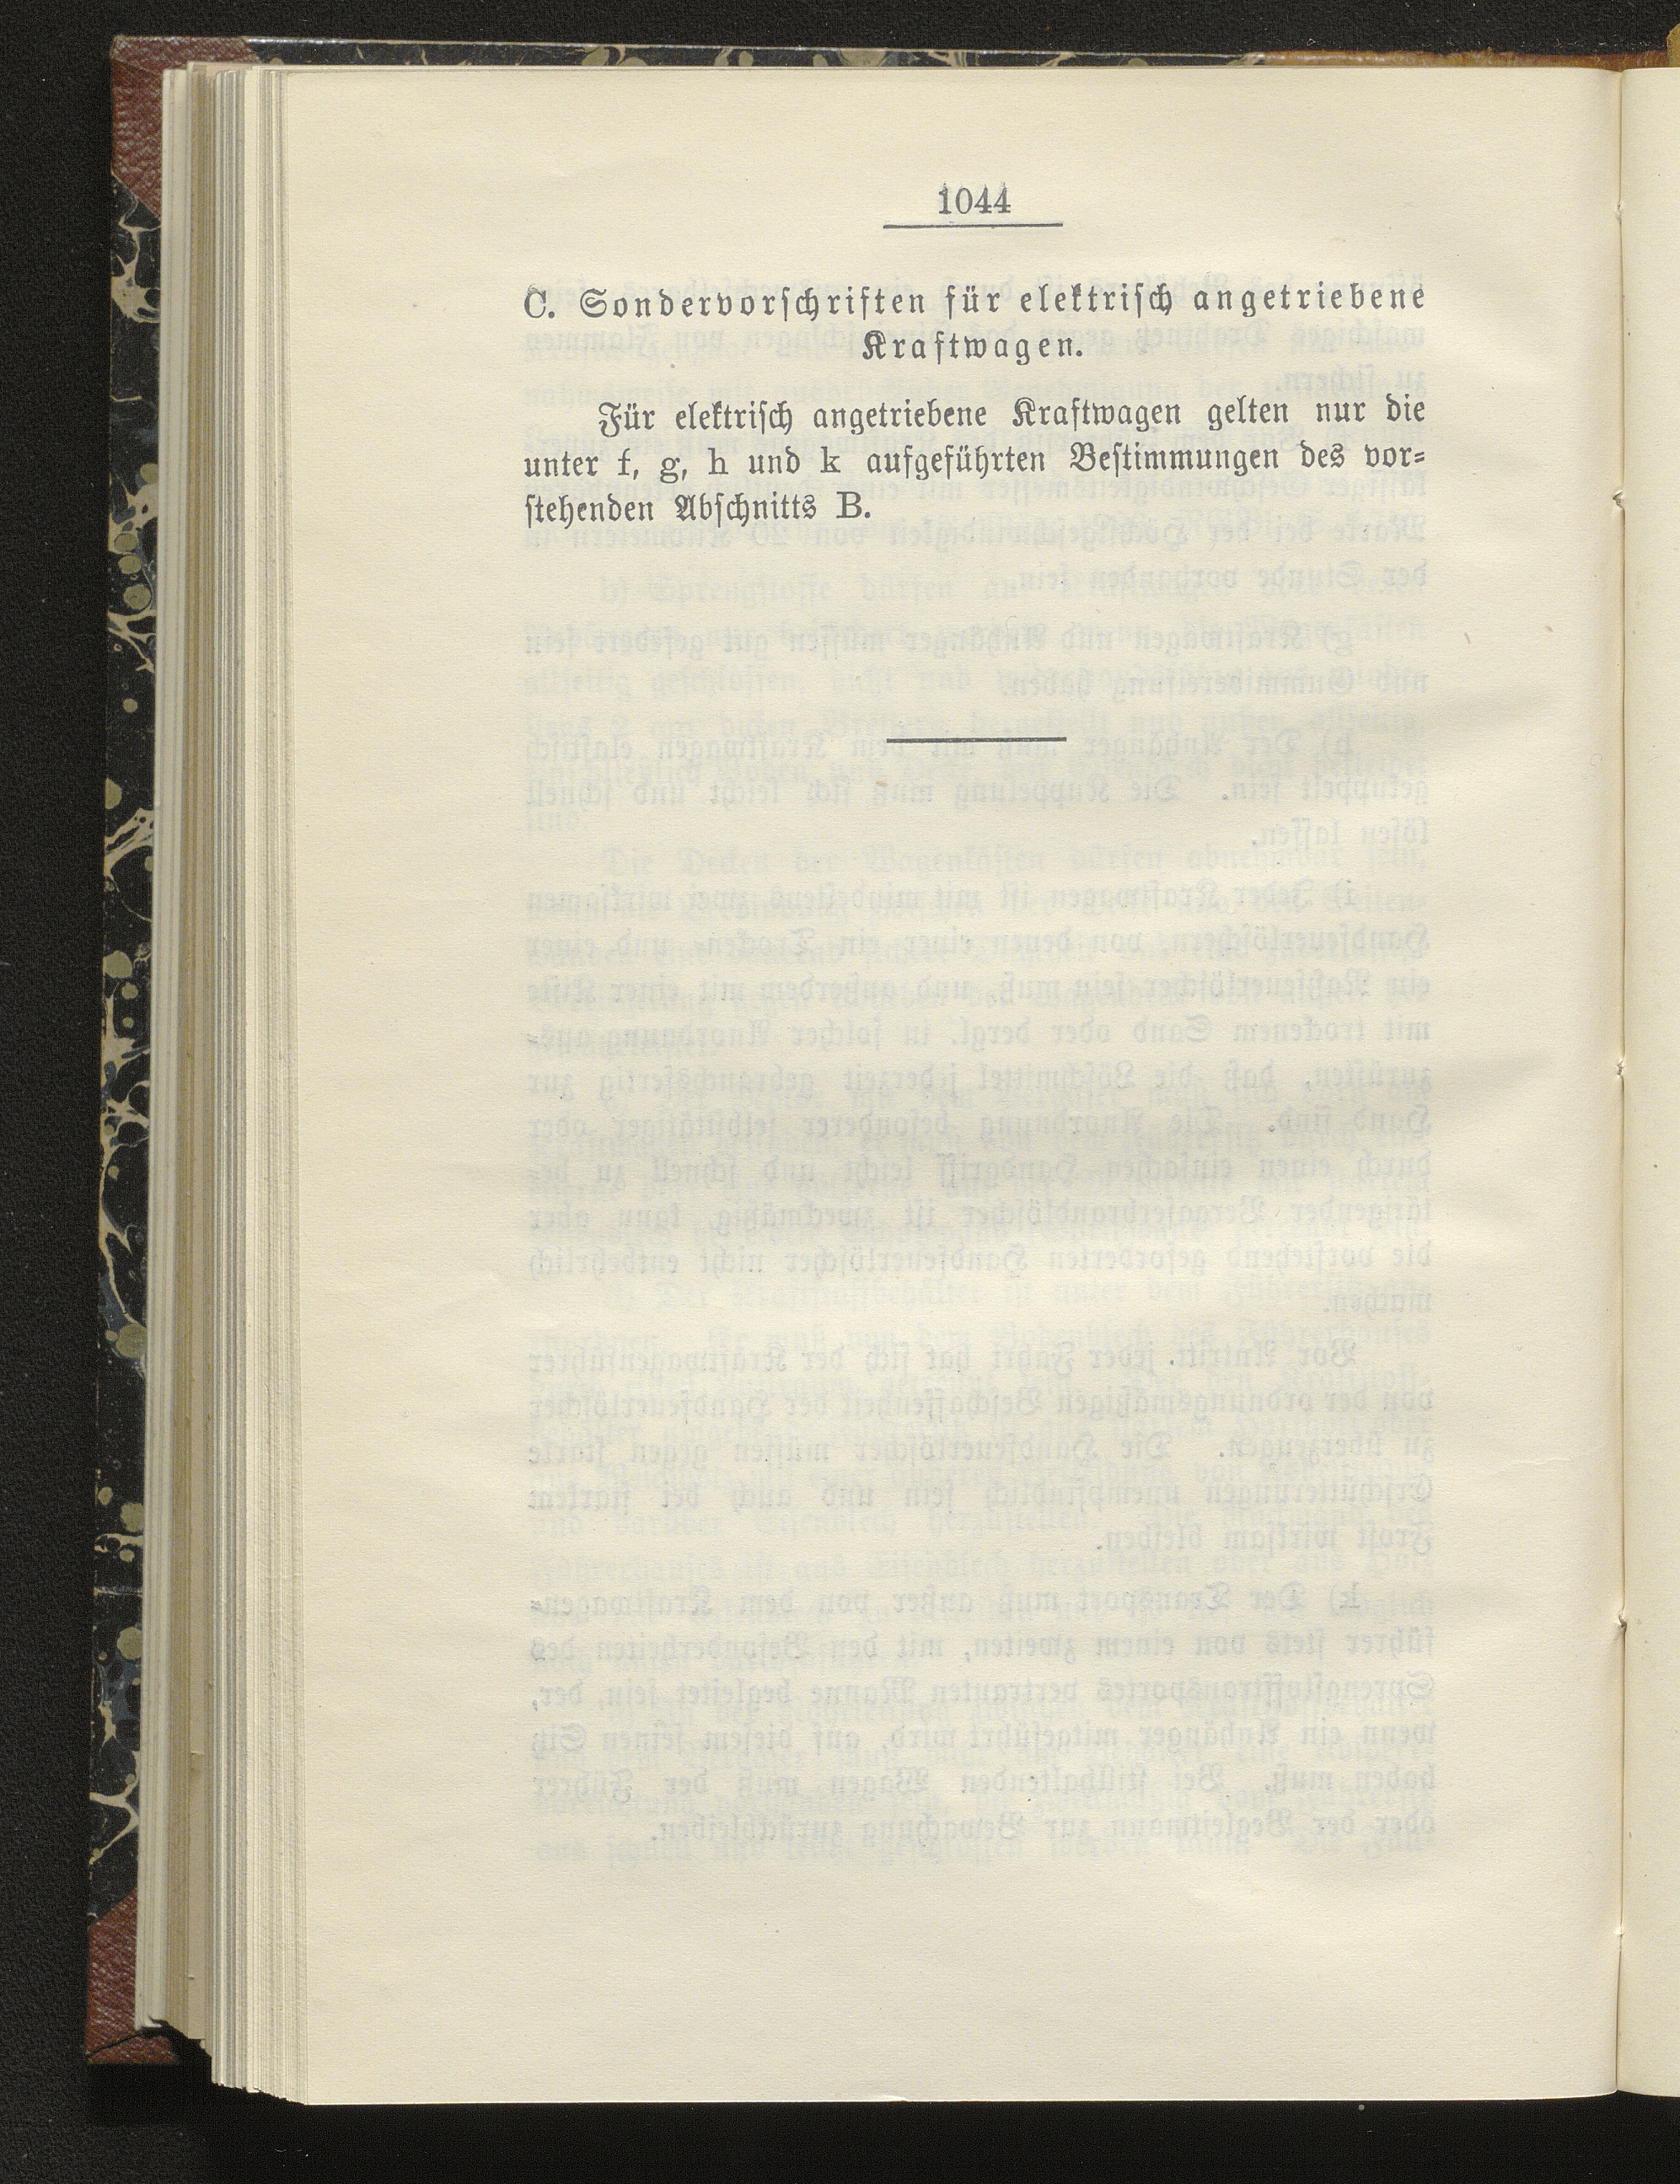 1044
C. Sondervorschriften für elektrisch angetriebene
Kraftwagen.
Für elektrisch angetriebene Kraftwagen gelten nur die
unter f, g, h und k aufgeführten Bestimmungen des vor-
stehenden Abschnitts B.